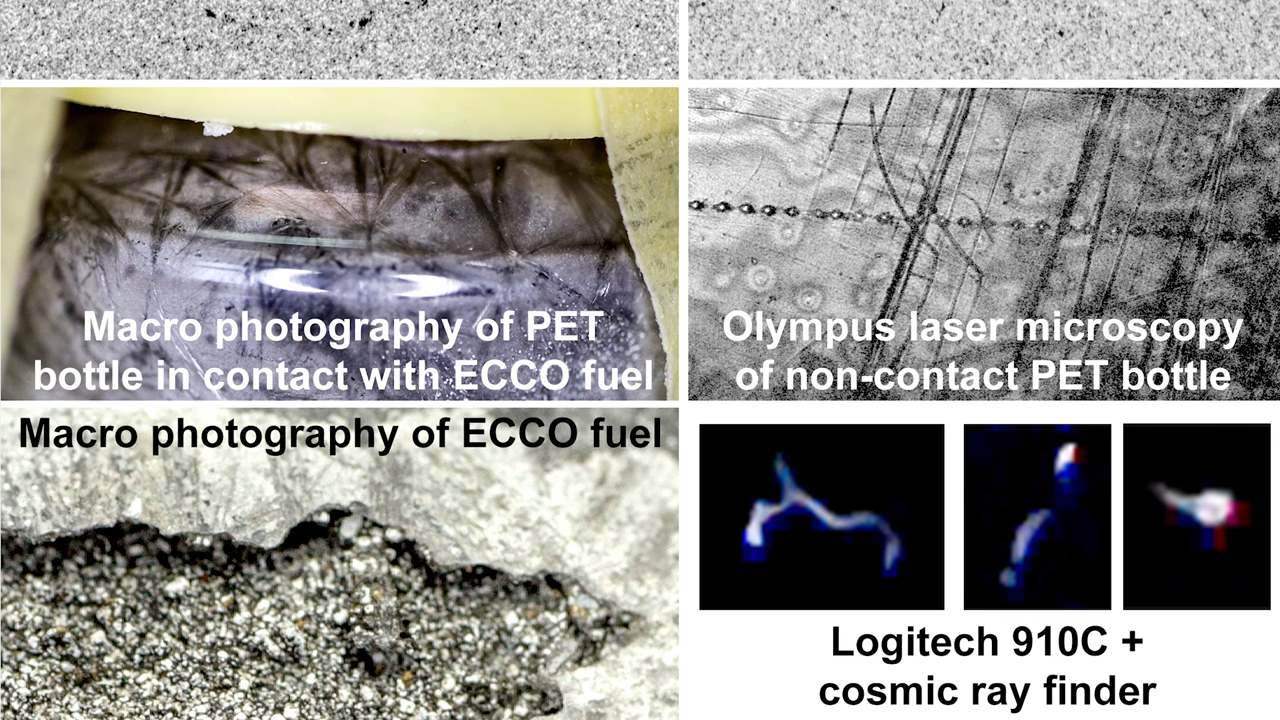 Macro photography of PET
bottle in contact with ECCO fuel
Olympus laser microscopy
of non-contact PET bottle
Macro photography of ECCO fuel
Logitech 910C +
cosmic ray finder